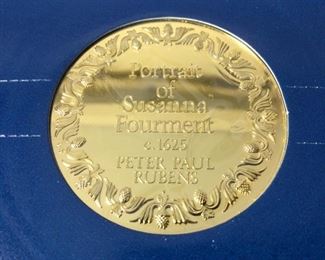 Portrait
of
Susanna
Fourment
c.1625
PETER PAUL
RUBENS